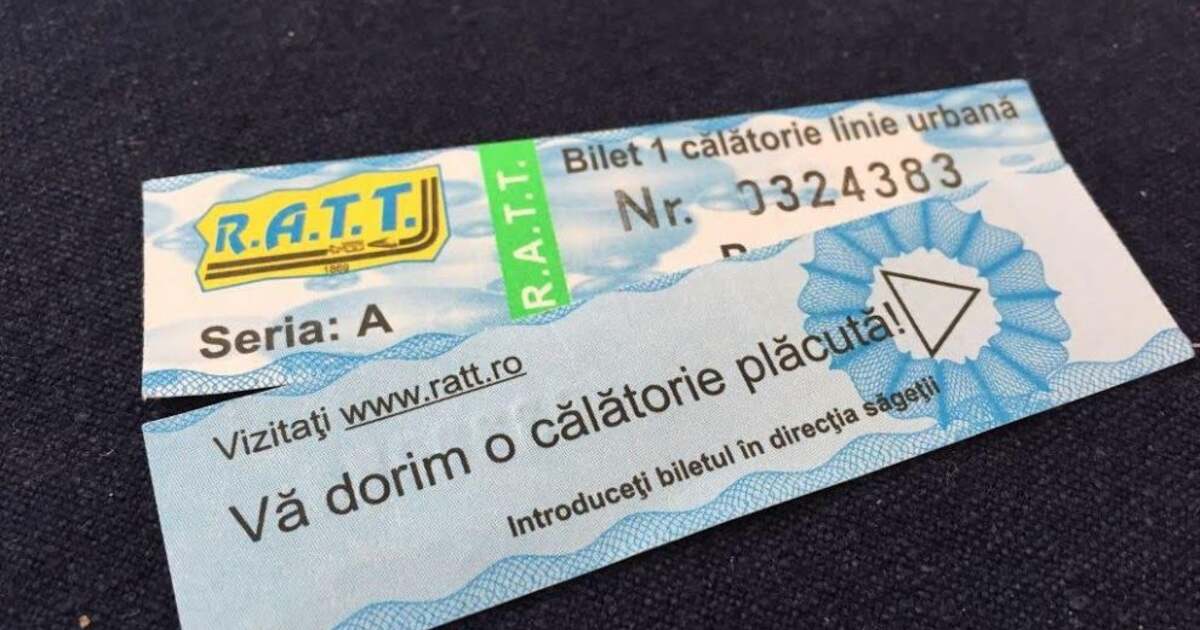 R.A.T.T.
1869
Seria: A
R.A.T.T.
Bilet 1 călătorie linie urbană
Nr. 0324383
Vizitaţi www.ratt.ro
Vă dorim o călătorie plăcută!
Introduceţi biletul în direcţia săgeţii